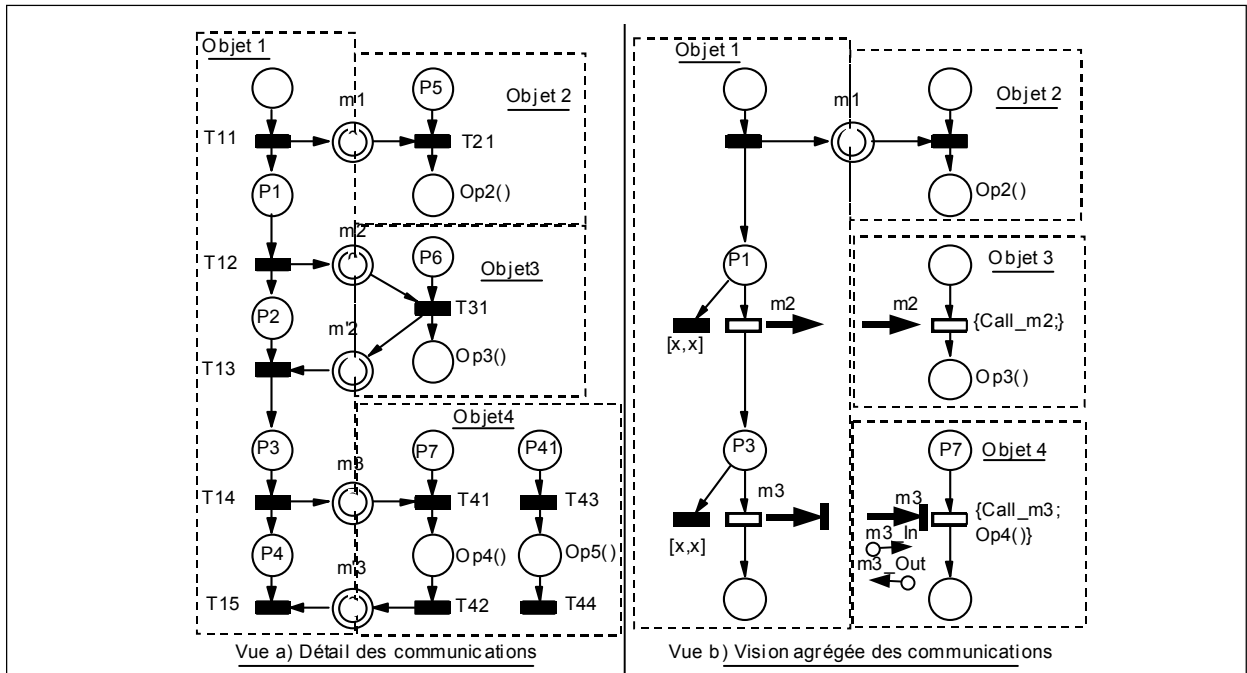 Objet 1
m1
P5
Objet 2
T11
T21
P1
Op2()
m2
P6
Objet3
T12
T31
P2
m'2
Op3()
T13
Objet4
P3
m3
P7
P41
T14
T41
T43
P4
Op4()
Op5()
m'3
T15
T42
T44
Vue a) Détail des communications
Objet 1
m1
Objet 2
Op2()
P1
Objet 3
m2
m2
{Call_m2;}
[x,x]
Op3()
P3
P7
Objet 4
m3
m3
{Call_m3;
Op4()}
m3_In
[x,x]
m3_Out
Vue b) Vision agrégée des communications